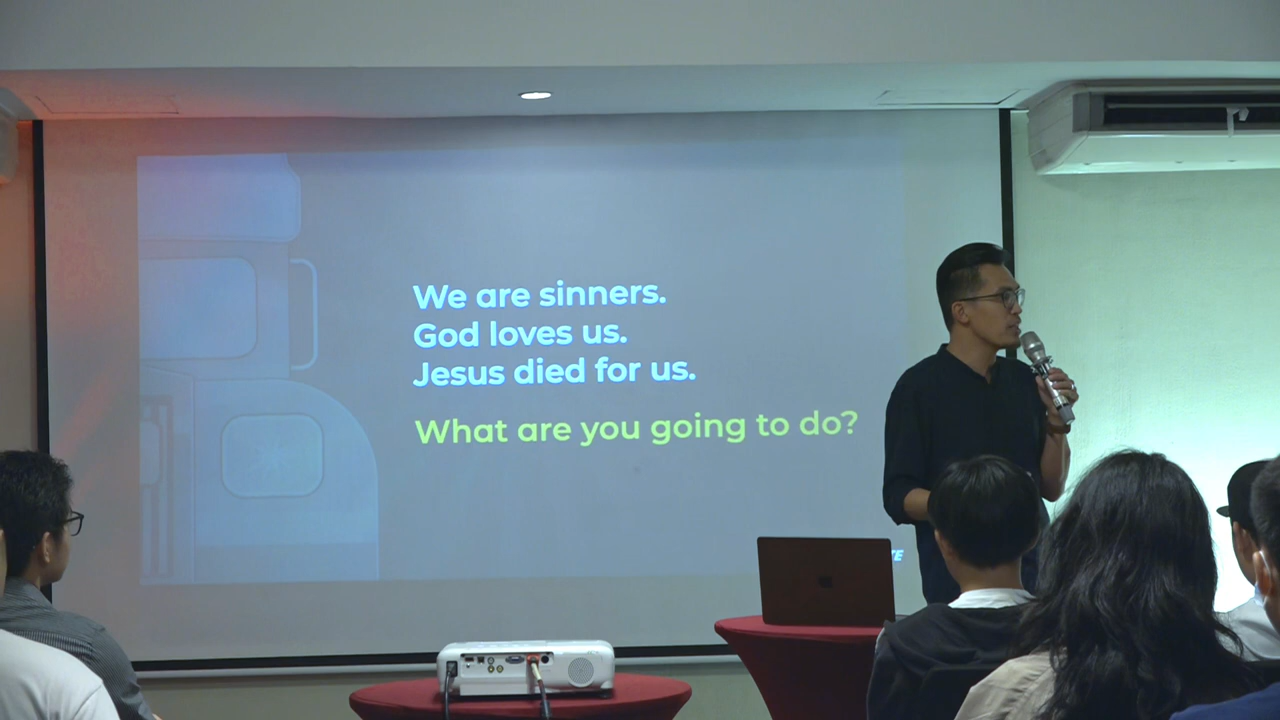 We are sinners.
God loves us.
Jesus died for us.
What are you going to do?